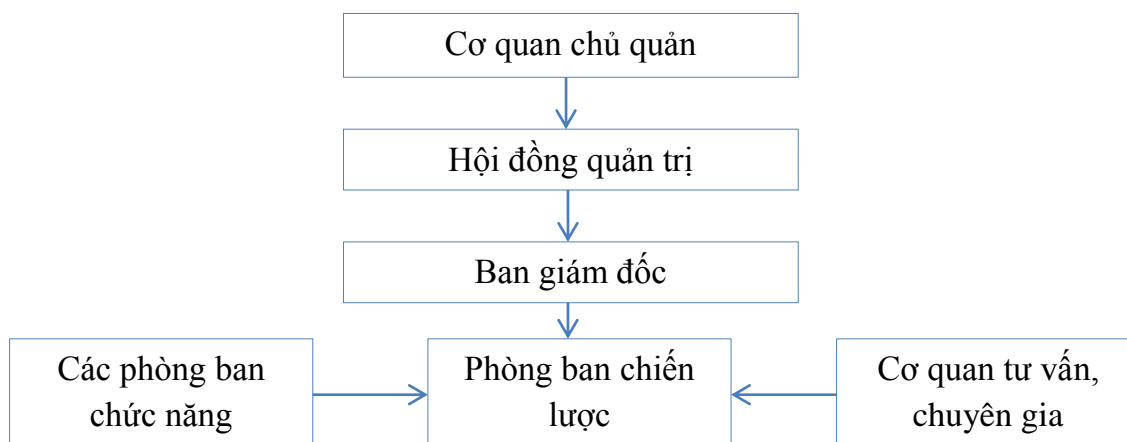 Cơ quan chủ quản
Hội đồng quản trị
Ban giám đốc
Các phòng ban
chức năng
Phòng ban chiến
lược
Cơ quan tư vấn,
chuyên gia